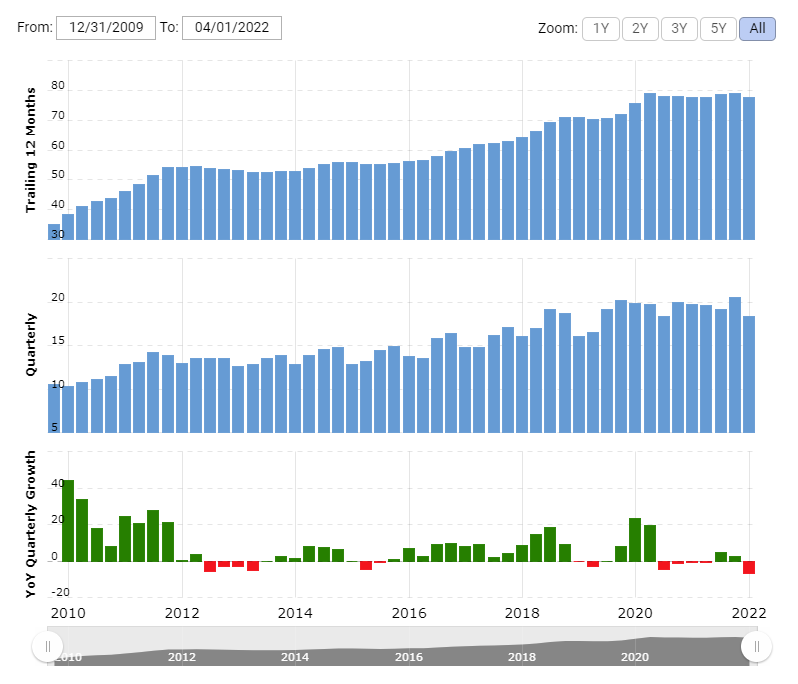 From: 12/31/2009 To: 04/01/2022 Zoom: 1Y 2Y 3Y 5Y All
Trailing 12 Months
80
70
60
50
40
30
Quarterly
20
15
10
5
YoY Quarterly Growth
40
20
0
-20
2010 2012 2014 2016 2018 2020 2022
2010 2012 2014 2016 2018 2020